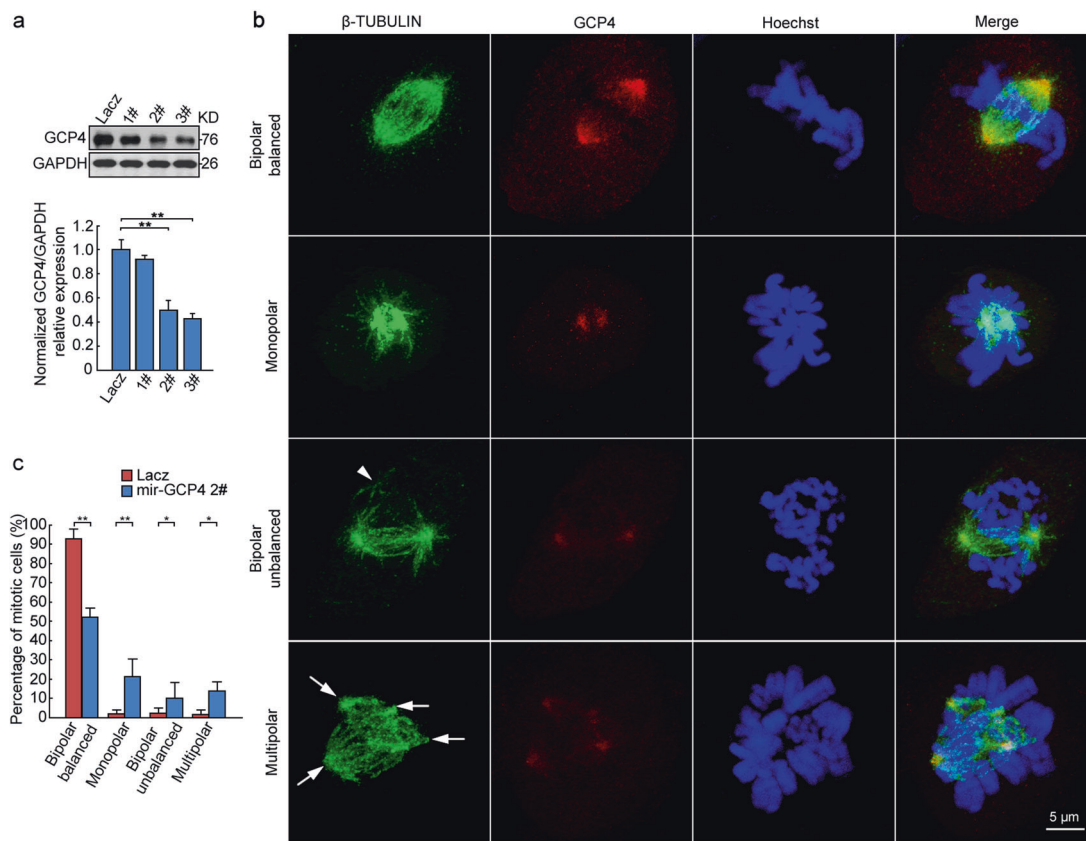 a
Lacz
1#
2#
3#
KD
GCP4
-76
GAPDH
-26
**
**
Normalized GCP4/GAPDH
relative expression
1.2
1.0
0.8
0.6
0.4
0.2
0
Lacz
1#
2#
3#
c
Lacz
mir-GCP4 2#
Percentage of mitotic cells (%)
100
90
80
70
60
50
40
30
20
10
0
**
**
*
*
Bipolar
balanced
Monopolar
Bipolar
unbalanced
Multipolar
b
β-TUBULIN
GCP4
Hoechst
Merge
Bipolar
balanced
Monopolar
Bipolar
unbalanced
Multipolar
5 μm